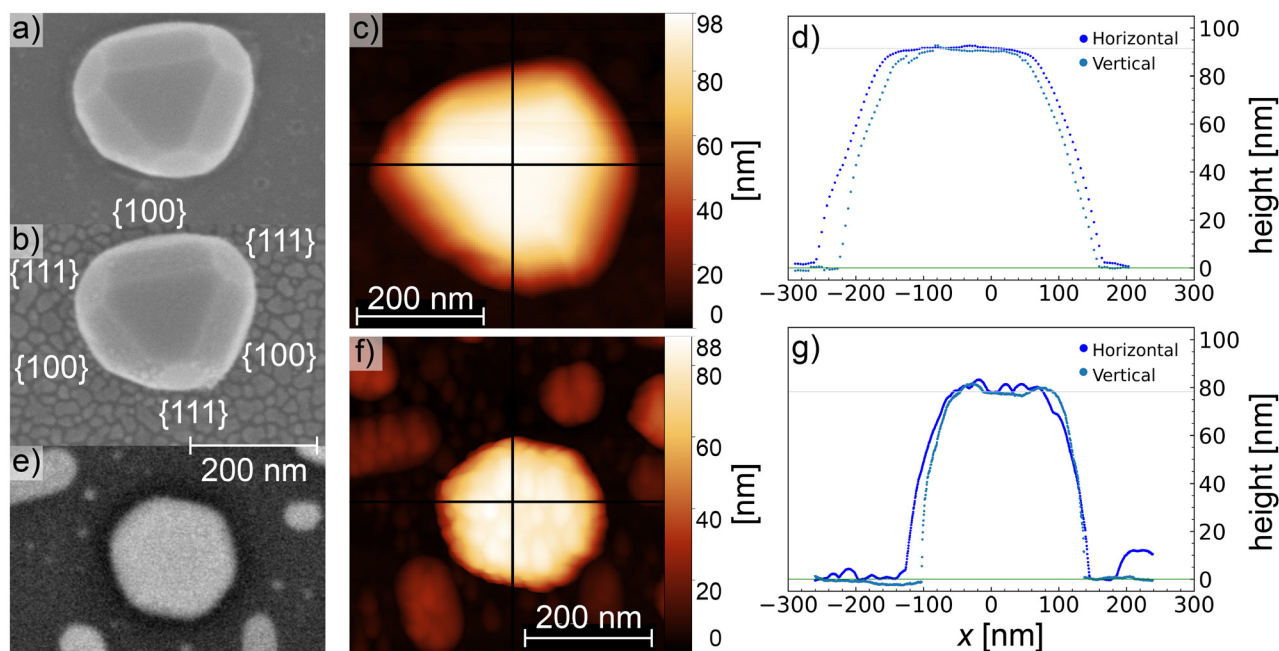 a)
{100}
b)
{111}
{111}
{100}
{100}
{111}
200 nm
e)
c)
200 nm
98
80
60
40
20
0
[nm]
f)
200 nm
88
80
60
40
20
0
[nm]
d)
Horizontal
Vertical
100
80
60
40
20
0
height [nm]
−300 −200 −100 0 100 200 300
g)
Horizontal
Vertical
100
80
60
40
20
0
height [nm]
−300 −200 −100 0 100 200 300
x [nm]